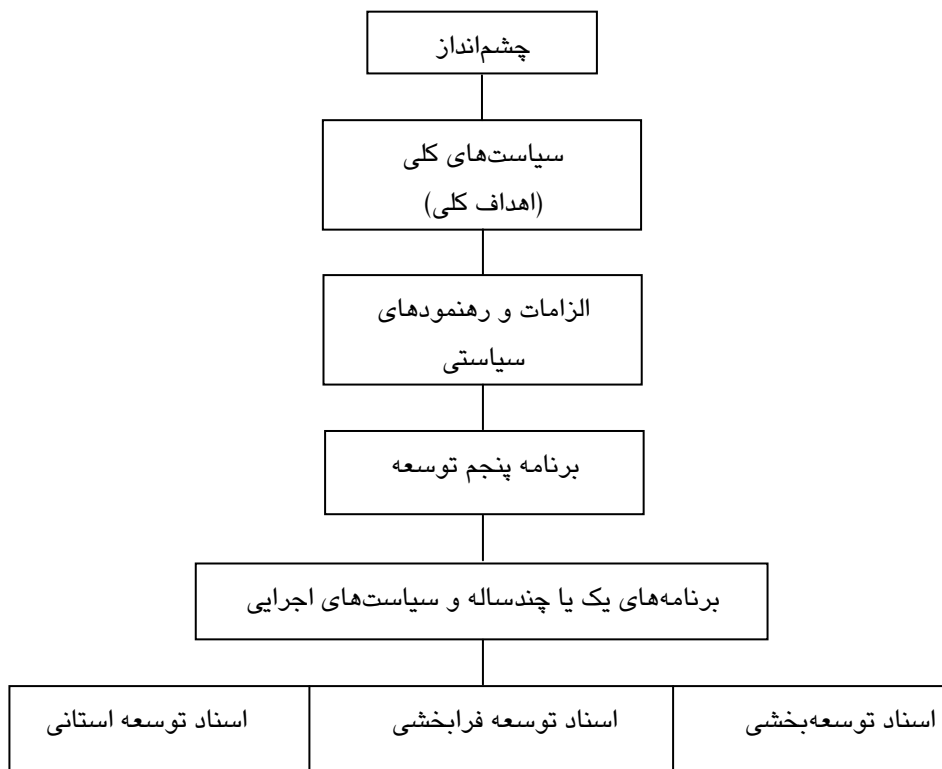 چشم‌انداز
سیاست‌های کلی
(اهداف کلی)
الزامات و رهنمودهای
سیاستی
برنامه پنجم توسعه
برنامه‌های یک یا چندساله و سیاست‌های اجرایی
اسناد توسعه‌بخشی
اسناد توسعه فرابخشی
اسناد توسعه استانی